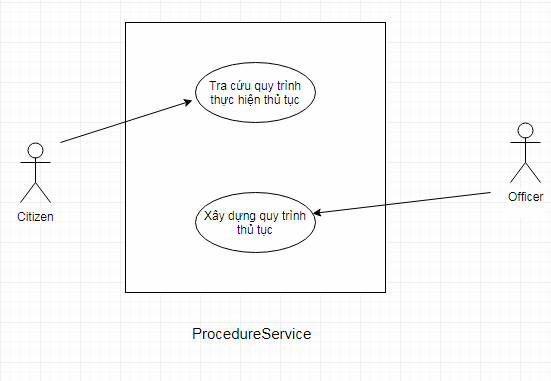 Tra cứu quy trình
thực hiện thủ tục
Citizen
Officer
Xây dựng quy trình
thủ tục
ProcedureService